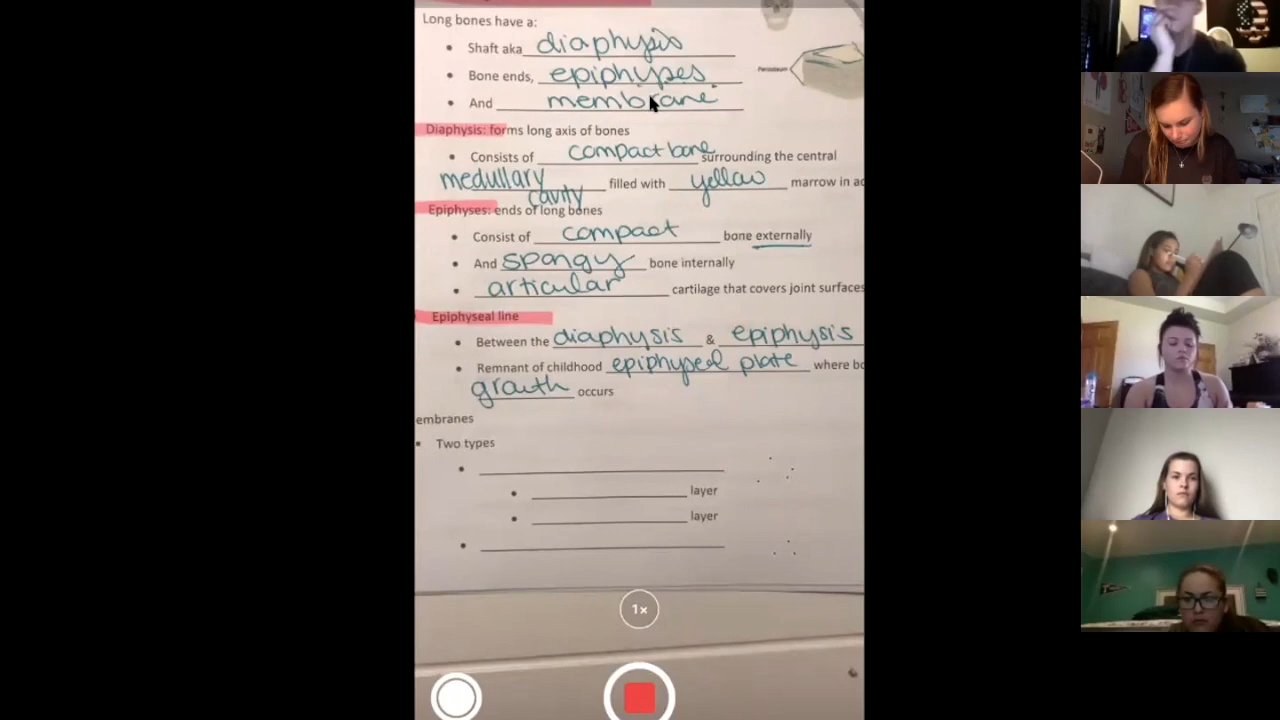 Long bones have a:
• Shaft aka diaphysis
• Bone ends, epiphyses
• And membrane
Periosteum
Diaphysis: forms long axis of bones
• Consists of compact bone surrounding the central
medullary cavity filled with yellow marrow in a
Epiphyses: ends of long bones
• Consist of compact bone externally
• And spongy bone internally
• articular cartilage that covers joint surfaces
Epiphyseal line
• Between the diaphysis & epiphysis
• Remnant of childhood epiphyseal plate where bo
growth occurs
embranes
• Two types
•
• layer
• layer
•
1×